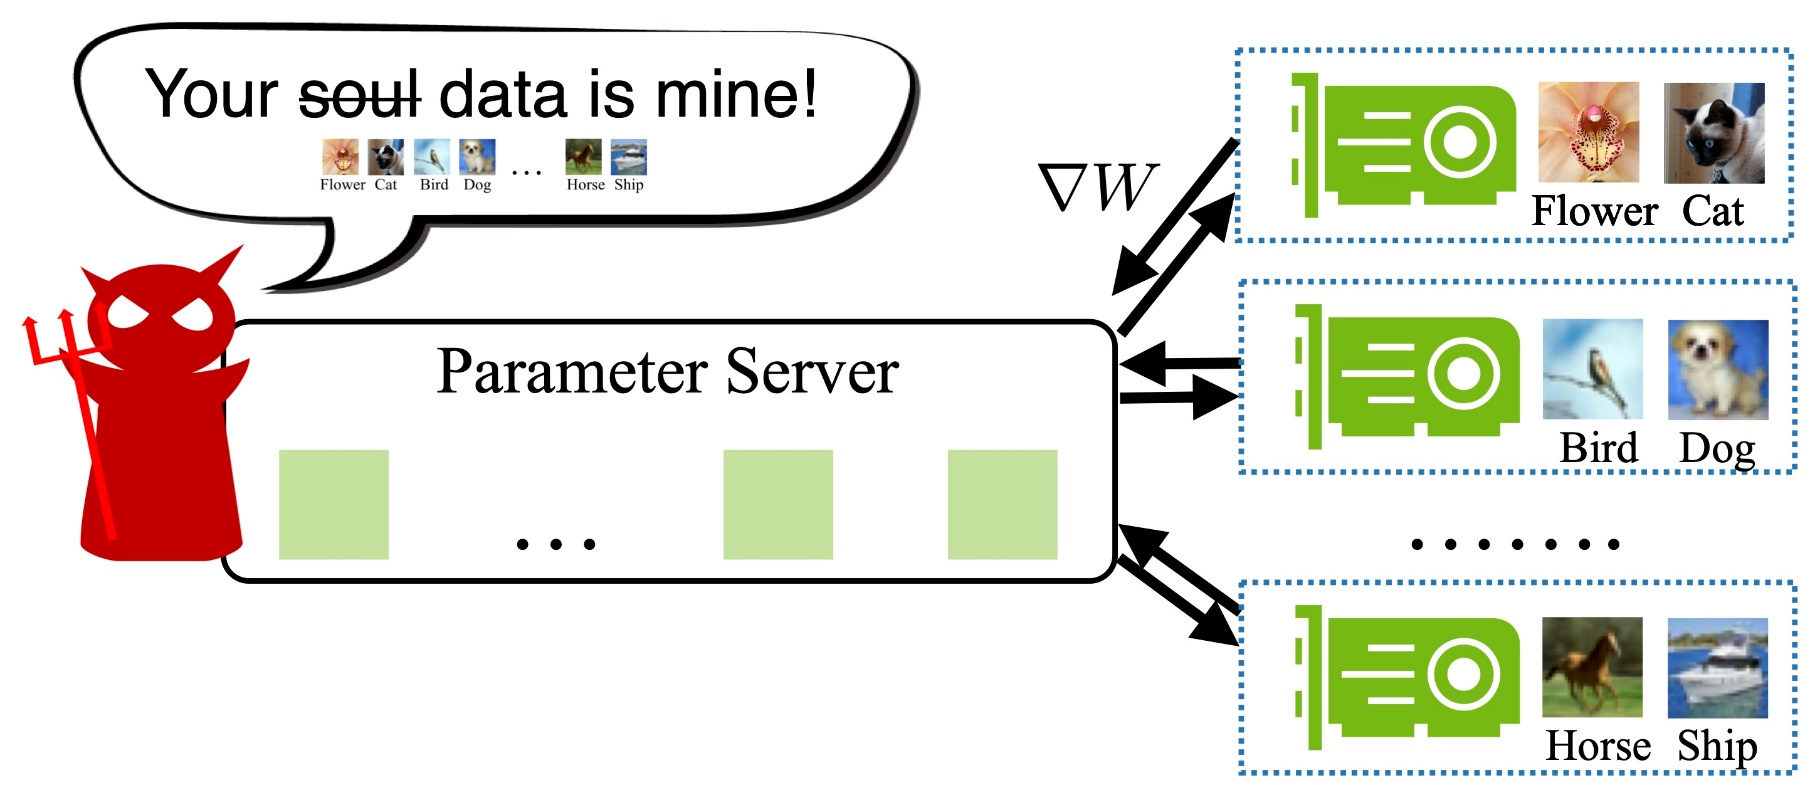 Your soul data is mine!
Flower Cat Bird Dog ... Horse Ship
∇W
Flower Cat
Parameter Server
Bird Dog
...
.......
Horse Ship